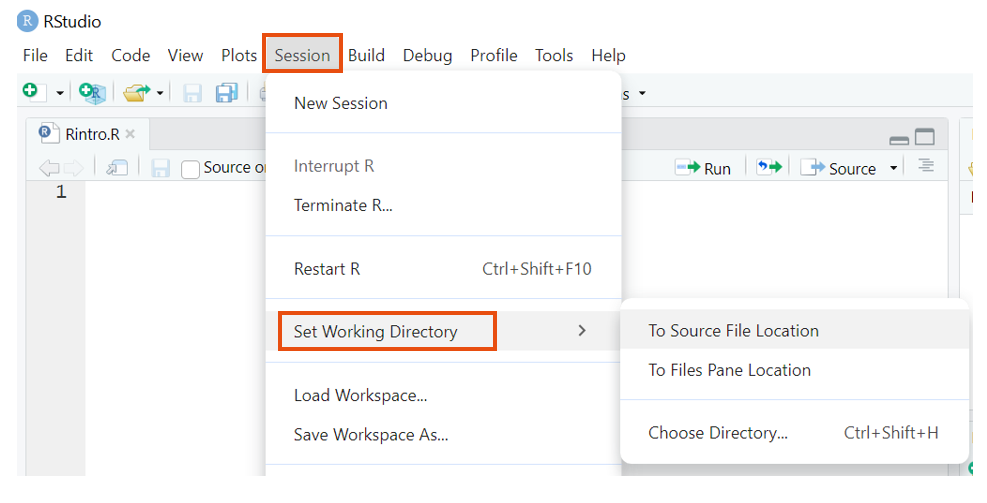 R RStudio
File Edit Code View Plots Session Build Debug Profile Tools Help
New Session
Rintro.R
Interrupt R
Source
Run
Source
1
Terminate R...
Restart R Ctrl+Shift+F10
Set Working Directory
To Source File Location
To Files Pane Location
Load Workspace...
Save Workspace As...
Choose Directory... Ctrl+Shift+H